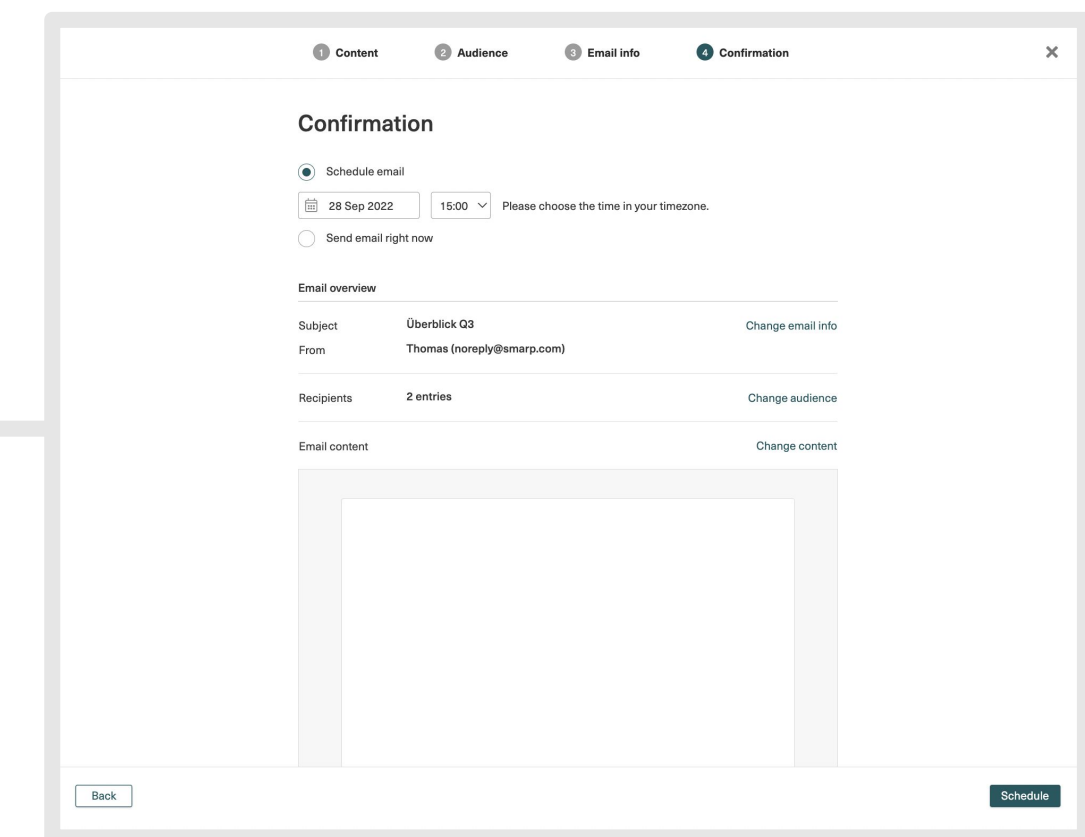 1 Content 2 Audience 3 Email info 4 Confirmation
Confirmation
Schedule email
28 Sep 2022 15:00 Please choose the time in your timezone.
Send email right now
Email overview
Subject Überblick Q3 Change email info
From Thomas (noreply@smarp.com)
Recipients 2 entries Change audience
Email content Change content
Back Schedule